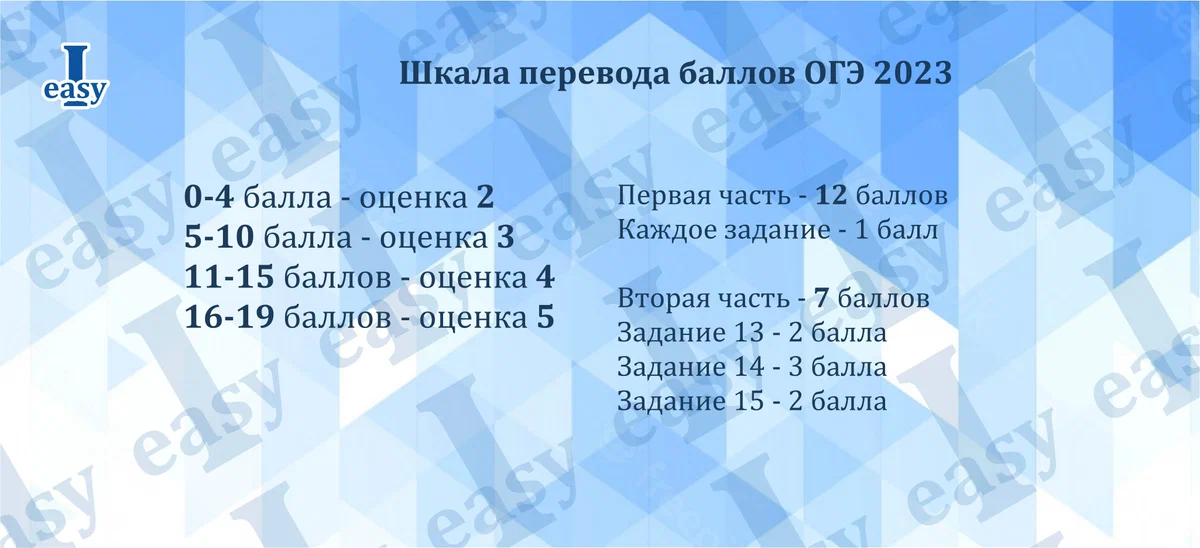 I
easy
Шкала перевода баллов ОГЭ 2023
0-4 балла - оценка 2
5-10 балла - оценка 3
11-15 баллов - оценка 4
16-19 баллов - оценка 5
Первая часть - 12 баллов
Каждое задание - 1 балл
Вторая часть - 7 баллов
Задание 13 - 2 балла
Задание 14 - 3 балла
Задание 15 - 2 балла